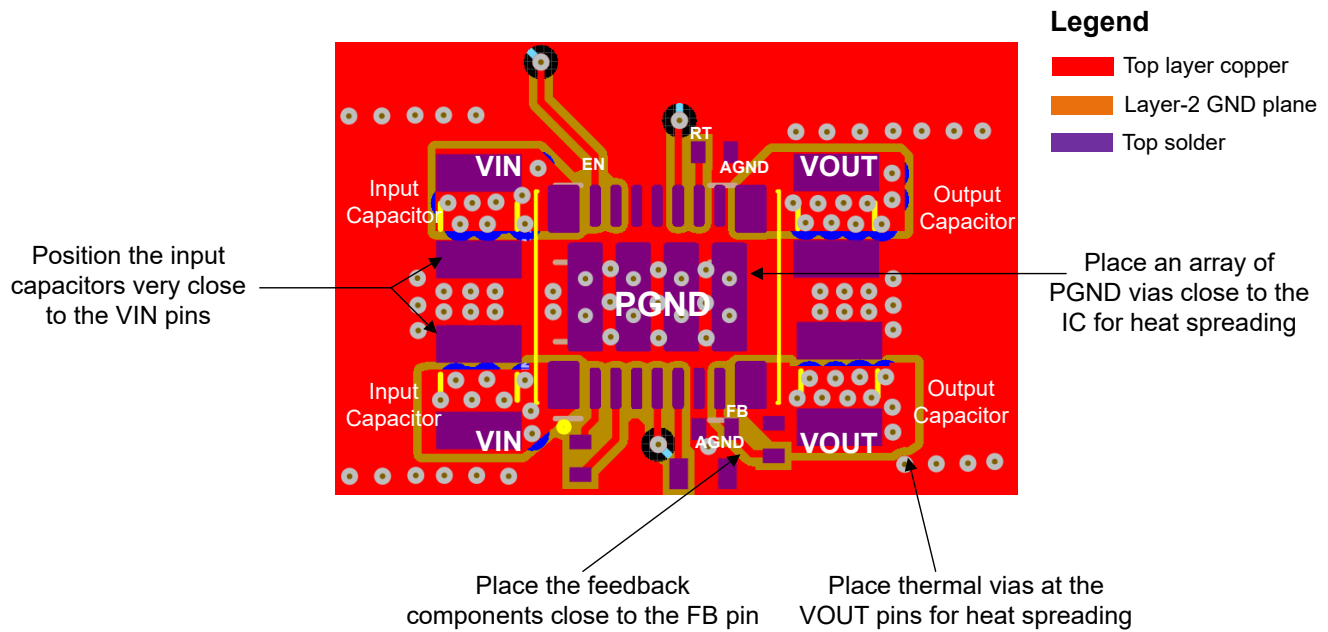 Legend
Top layer copper
Layer-2 GND plane
Top solder
RT
EN
VIN
AGND
VOUT
Input
Capacitor
Output
Capacitor
Position the input
capacitors very close
to the VIN pins
PGND
Place an array of
PGND vias close to the
IC for heat spreading
Input
Capacitor
Output
Capacitor
FB
VIN
AGND
VOUT
Place the feedback
components close to the FB pin
Place thermal vias at the
VOUT pins for heat spreading